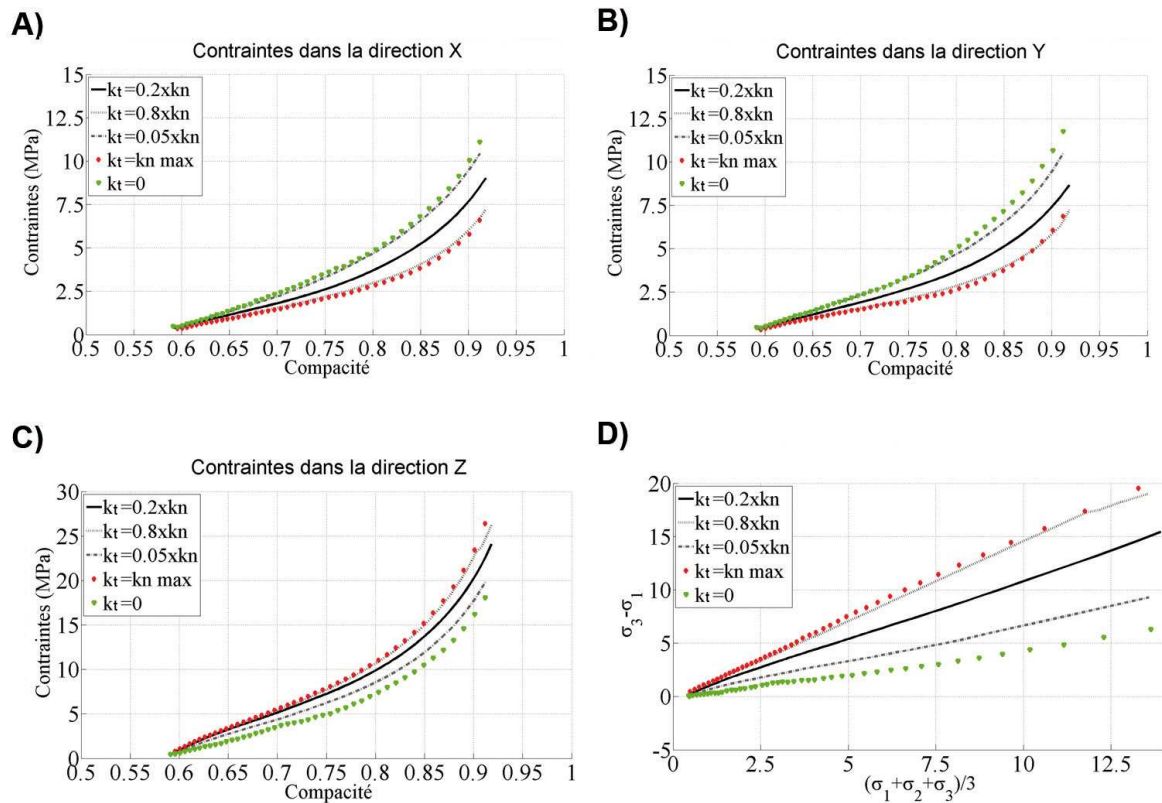 A)
Contraintes dans la direction X
15
12.5
10
7.5
5
2.5
0
Contraintes (MPa)
kt=0.2xkn
kt=0.8xkn
kt=0.05xkn
kt=kn max
kt=0
0.5 0.55 0.6 0.65 0.7 0.75 0.8 0.85 0.9 0.95 1
Compacité
B)
Contraintes dans la direction Y
15
12.5
10
7.5
5
2.5
0
Contraintes (MPa)
kt=0.2xkn
kt=0.8xkn
kt=0.05xkn
kt=kn max
kt=0
0.5 0.55 0.6 0.65 0.7 0.75 0.8 0.85 0.9 0.95 1
Compacité
C)
Contraintes dans la direction Z
30
25
20
15
10
5
0
Contraintes (MPa)
kt=0.2xkn
kt=0.8xkn
kt=0.05xkn
kt=kn max
kt=0
0.5 0.55 0.6 0.65 0.7 0.75 0.8 0.85 0.9 0.95 1
Compacité
D)
20
15
10
5
0
-5
σ3-σ1
kt=0.2xkn
kt=0.8xkn
kt=0.05xkn
kt=kn max
kt=0
0 2.5 5 7.5 10 12.5
(σ1+σ2+σ3)/3